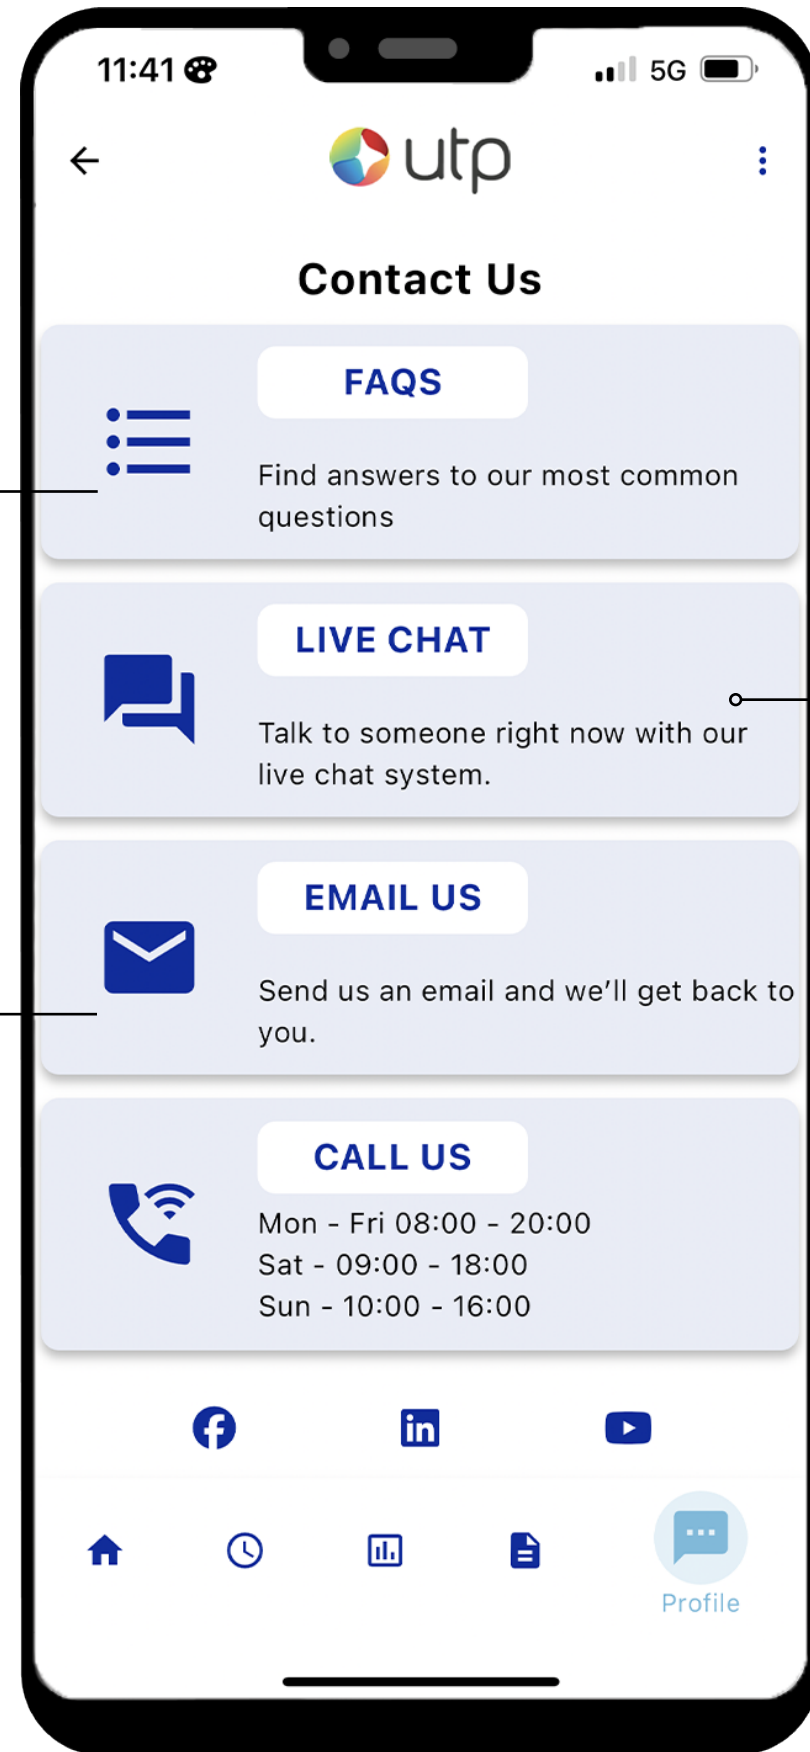 11:41
5G
utp
Contact Us
FAQS
Find answers to our most common
questions
LIVE CHAT
Talk to someone right now with our
live chat system.
EMAIL US
Send us an email and we’ll get back to
you.
CALL US
Mon - Fri 08:00 - 20:00
Sat - 09:00 - 18:00
Sun - 10:00 - 16:00
in
Profile